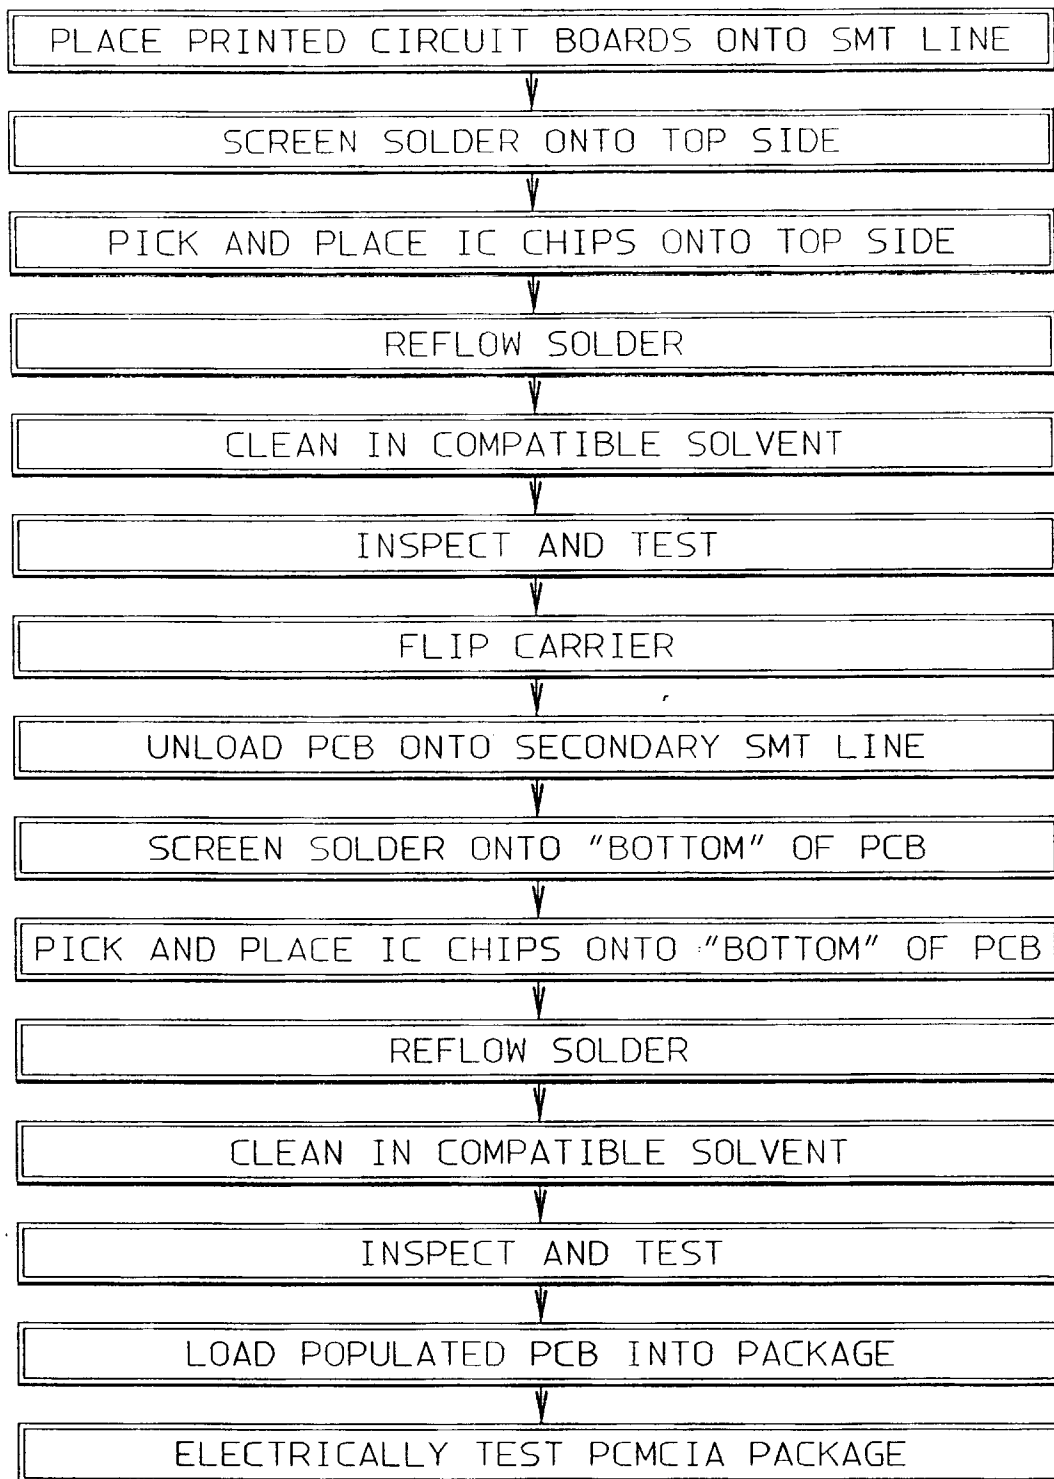 PLACE PRINTED CIRCUIT BOARDS ONTO SMT LINE
SCREEN SOLDER ONTO TOP SIDE
PICK AND PLACE IC CHIPS ONTO TOP SIDE
REFLOW SOLDER
CLEAN IN COMPATIBLE SOLVENT
INSPECT AND TEST
FLIP CARRIER
UNLOAD PCB ONTO SECONDARY SMT LINE
SCREEN SOLDER ONTO "BOTTOM" OF PCB
PICK AND PLACE IC CHIPS ONTO "BOTTOM" OF PCB
REFLOW SOLDER
CLEAN IN COMPATIBLE SOLVENT
INSPECT AND TEST
LOAD POPULATED PCB INTO PACKAGE
ELECTRICALLY TEST PCMCIA PACKAGE